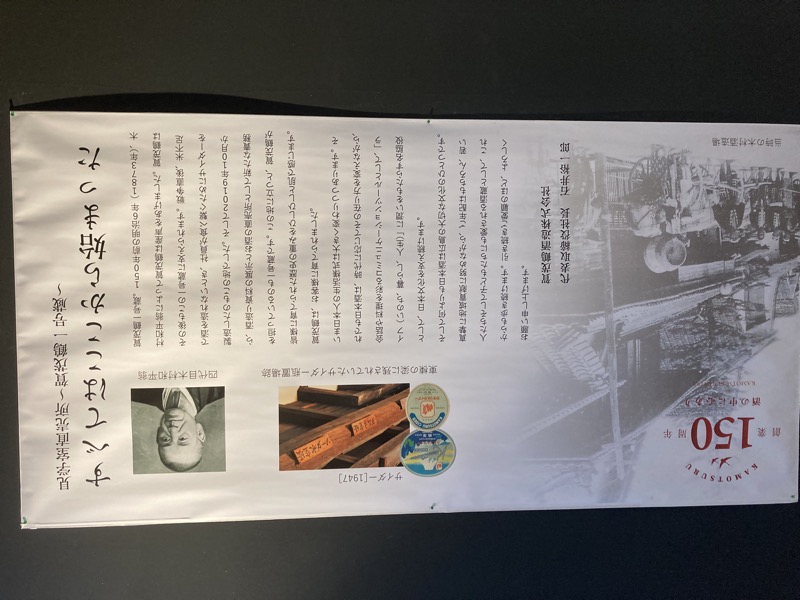 見学室直売所～賀茂鶴一号蔵～
すべてはここから始まった
四代目木村和平翁
サイダー[1947]
東棟の梁に残されていたサイダー瓶置場跡
賀茂鶴一号蔵。150年前の明治6年（1873年）、木
村和平翁によって賀茂鶴は産声をあげました。賀茂鶴は
その後もこの一号蔵に支えられます。戦争直後、米不足
で酒を造れないとき、社員が食べ繋ぐためにサイダーを
製造したのもこの地でした。そして2019年10月か
ら、酒造り資料の展示とお酒の直売所として新たな責務
を担っているのも一号蔵です。この地に立つと、賀茂鶴が
皆様に育てられた歴史の重みをひしひしと肌で感じます。
賀茂鶴は、お客様に育てられました。
いま日本人の生活様式は大きく変わりつつあります。そ
れでも日本酒は、時代に応じてその在り方を変えながら、
会話や料理を彩るコミュニケーションツールとして、「ラ
イフ（いのち、暮らし、人生）」に潤いをもたらす名脇役
として、日本文化を支え続けます。
そして何よりも日本酒は広島の大切な文化のひとつです。
真摯に地域貢献に努めながら、ご年配はもちろん、若い
人たちそして子どもたちにも愛される酒蔵として、これ
からも歩き続けます。引き続きご愛顧のほど、よろしく
お願い申し上げます。
賀茂鶴酒造株式会社
代表取締役社長　石井裕一郎
KAMOTSURU
創業150周年
酒の中に心あり
当時の木村酒造場